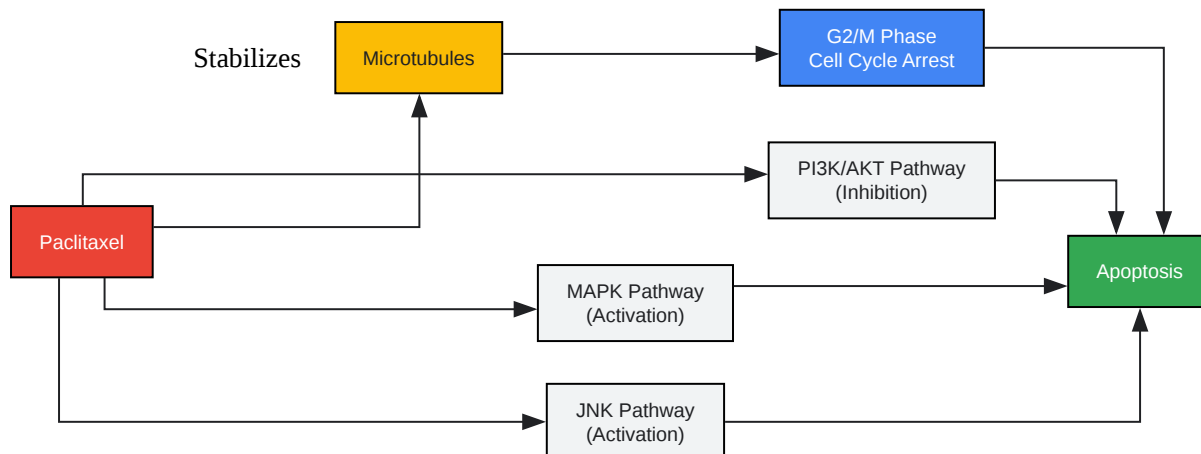 Stabilizes
Microtubules
G2/M Phase
Cell Cycle Arrest
PI3K/AKT Pathway
(Inhibition)
Paclitaxel
Apoptosis
MAPK Pathway
(Activation)
JNK Pathway
(Activation)